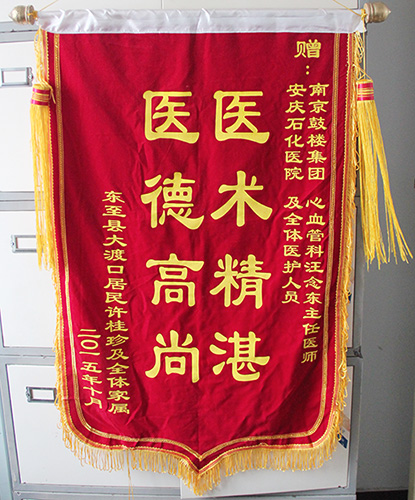 赠：
南京鼓楼集团
安庆石化医院
心血管科汪念东主任医师
及全体医护人员
医术精湛
医德高尚
东至县大渡口居民许桂珍及全体家属
二〇一五年十月